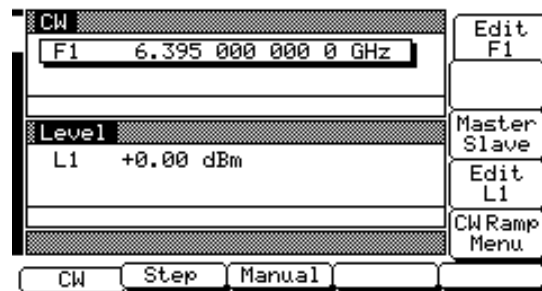 CW
F1 6.395 000 000 0 GHz
Level
L1 +0.00 dBm
Edit
F1
Master
Slave
Edit
L1
CW Ramp
Menu
CW Step Manual